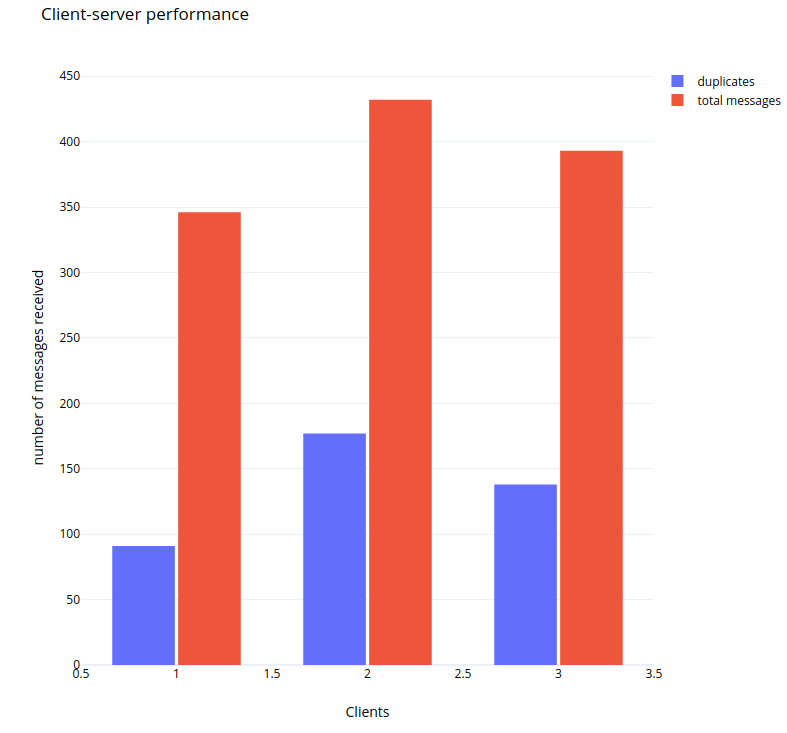 Client-server performance
450
400
350
300
250
200
150
100
50
0
number of messages received
0.5 1 1.5 2 2.5 3 3.5
Clients
duplicates
total messages